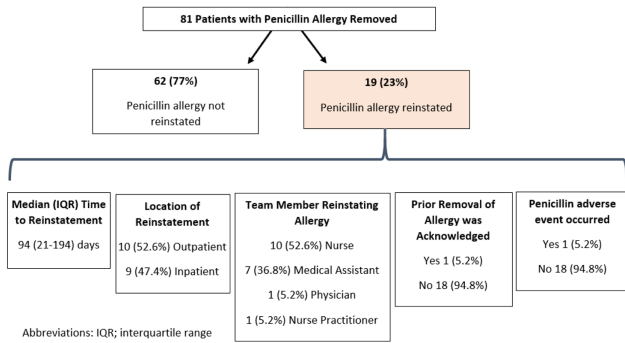 81 Patients with Penicillin Allergy Removed
62 (77%)
Penicillin allergy not
reinstated
19 (23%)
Penicillin allergy reinstated
Median (IQR) Time
to Reinstatement
94 (21-194) days
Location of
Reinstatement
10 (52.6%) Outpatient
9 (47.4%) Inpatient
Team Member Reinstating
Allergy
10 (52.6%) Nurse
7 (36.8%) Medical Assistant
1 (5.2%) Physician
1 (5.2%) Nurse Practitioner
Prior Removal of
Allergy was
Acknowledged
Yes 1 (5.2%)
No 18 (94.8%)
Penicillin adverse
event occurred
Yes 1 (5.2%)
No 18 (94.8%)
Abbreviations: IQR; interquartile range